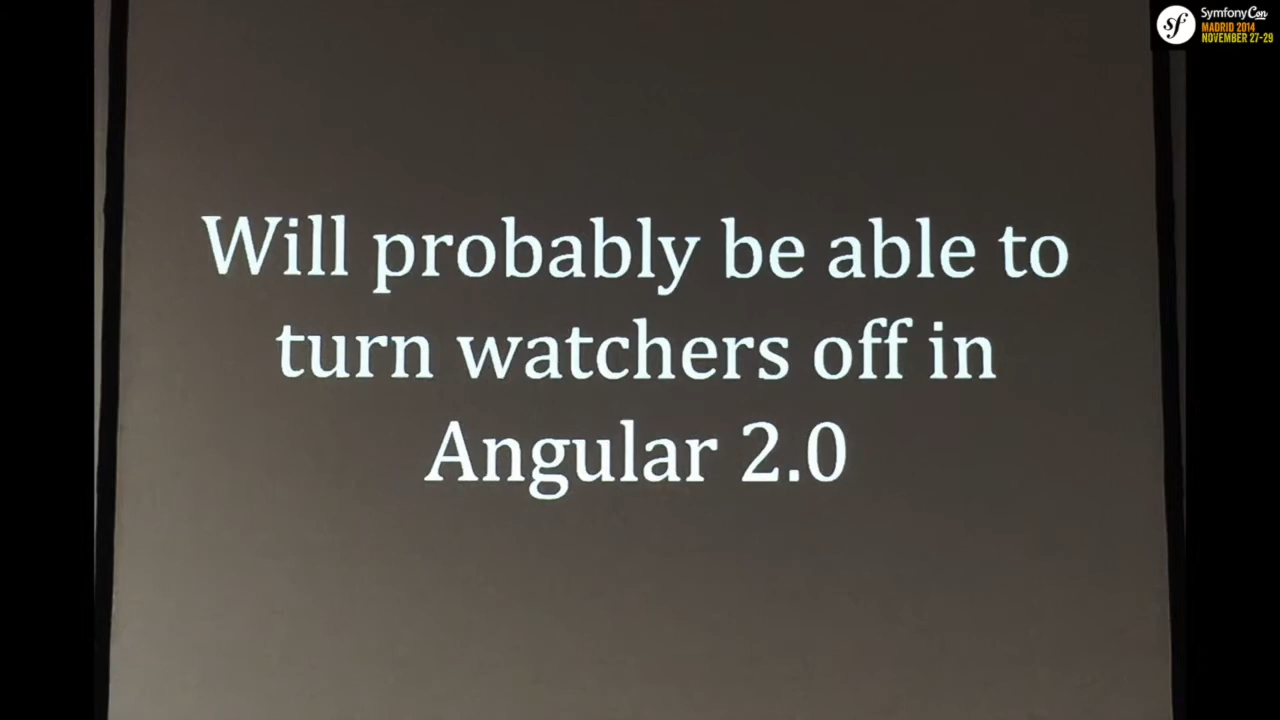 SymfonyCon
MADRID 2014
NOVEMBER 27-29
Will probably be able to
turn watchers off in
Angular 2.0